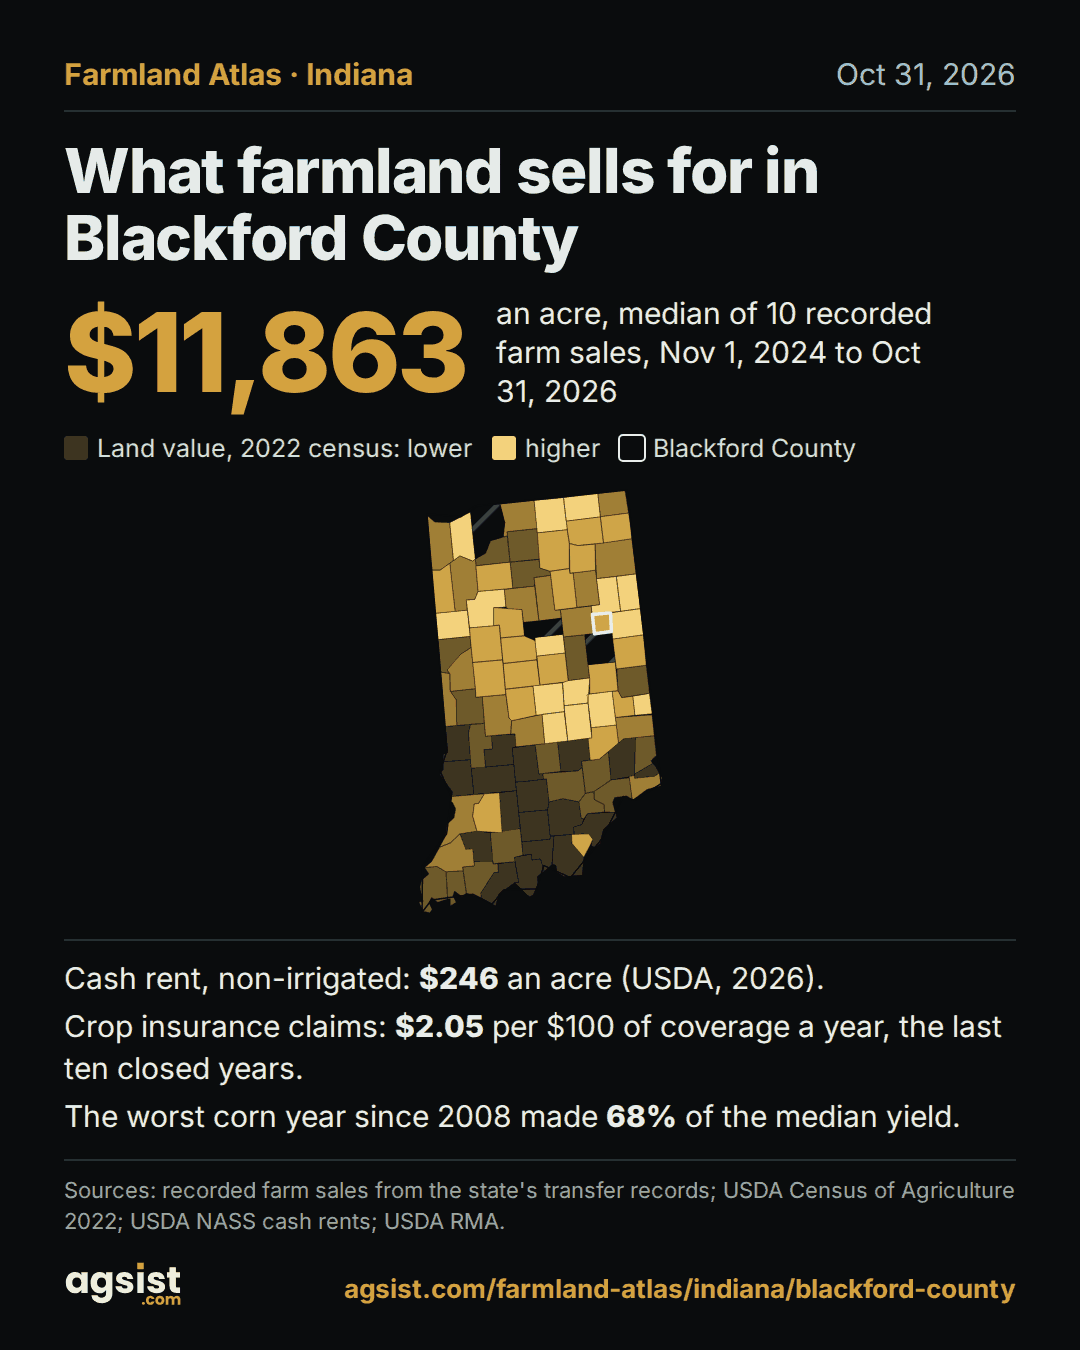 Farmland Atlas · Indiana
Oct 31, 2026
What farmland sells for in
Blackford County
$11,863
an acre, median of 10 recorded
farm sales, Nov 1, 2024 to Oct
31, 2026
Land value, 2022 census: lower
higher
Blackford County
Cash rent, non-irrigated: $246 an acre (USDA, 2026).
Crop insurance claims: $2.05 per $100 of coverage a year, the last
ten closed years.
The worst corn year since 2008 made 68% of the median yield.
Sources: recorded farm sales from the state's transfer records; USDA Census of Agriculture
2022; USDA NASS cash rents; USDA RMA.
agsist
.com
agsist.com/farmland-atlas/indiana/blackford-county